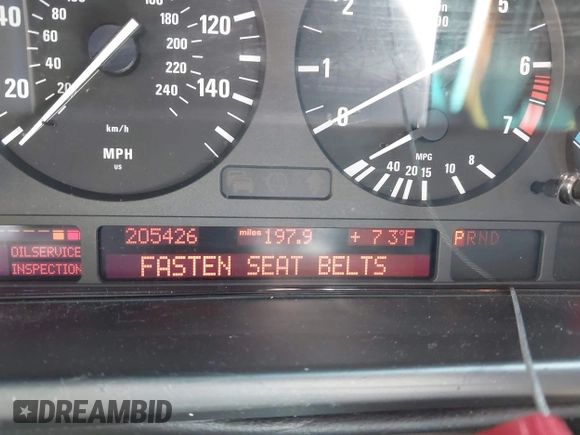 40 100 120
20 80 60 40 20 160 180 200 220 240 140
km/h
MPH
US
2 5
1 6
0 7
MPG
40 20 15 10 8
205426 miles 197.9 + 73°F PRND
OILSERVICE
INSPECTION
FASTEN SEAT BELTS
DREAMBID